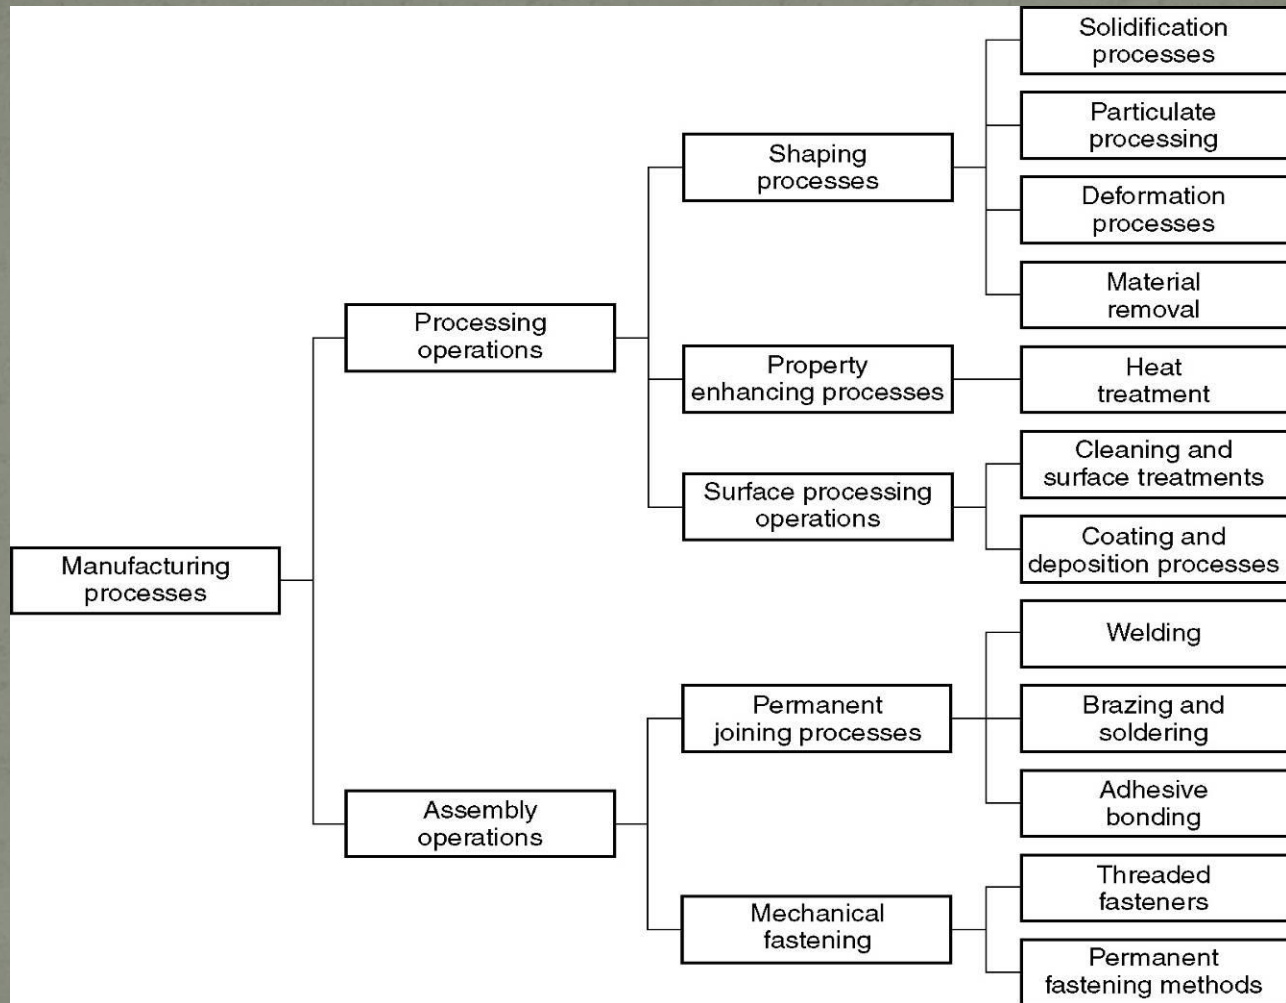 Solidification
processes
Particulate
processing
Shaping
processes
Deformation
processes
Material
removal
Processing
operations
Property
enhancing processes
Heat
treatment
Cleaning and
surface treatments
Surface processing
operations
Coating and
deposition processes
Manufacturing
processes
Welding
Permanent
joining processes
Brazing and
soldering
Adhesive
bonding
Assembly
operations
Threaded
fasteners
Mechanical
fastening
Permanent
fastening methods